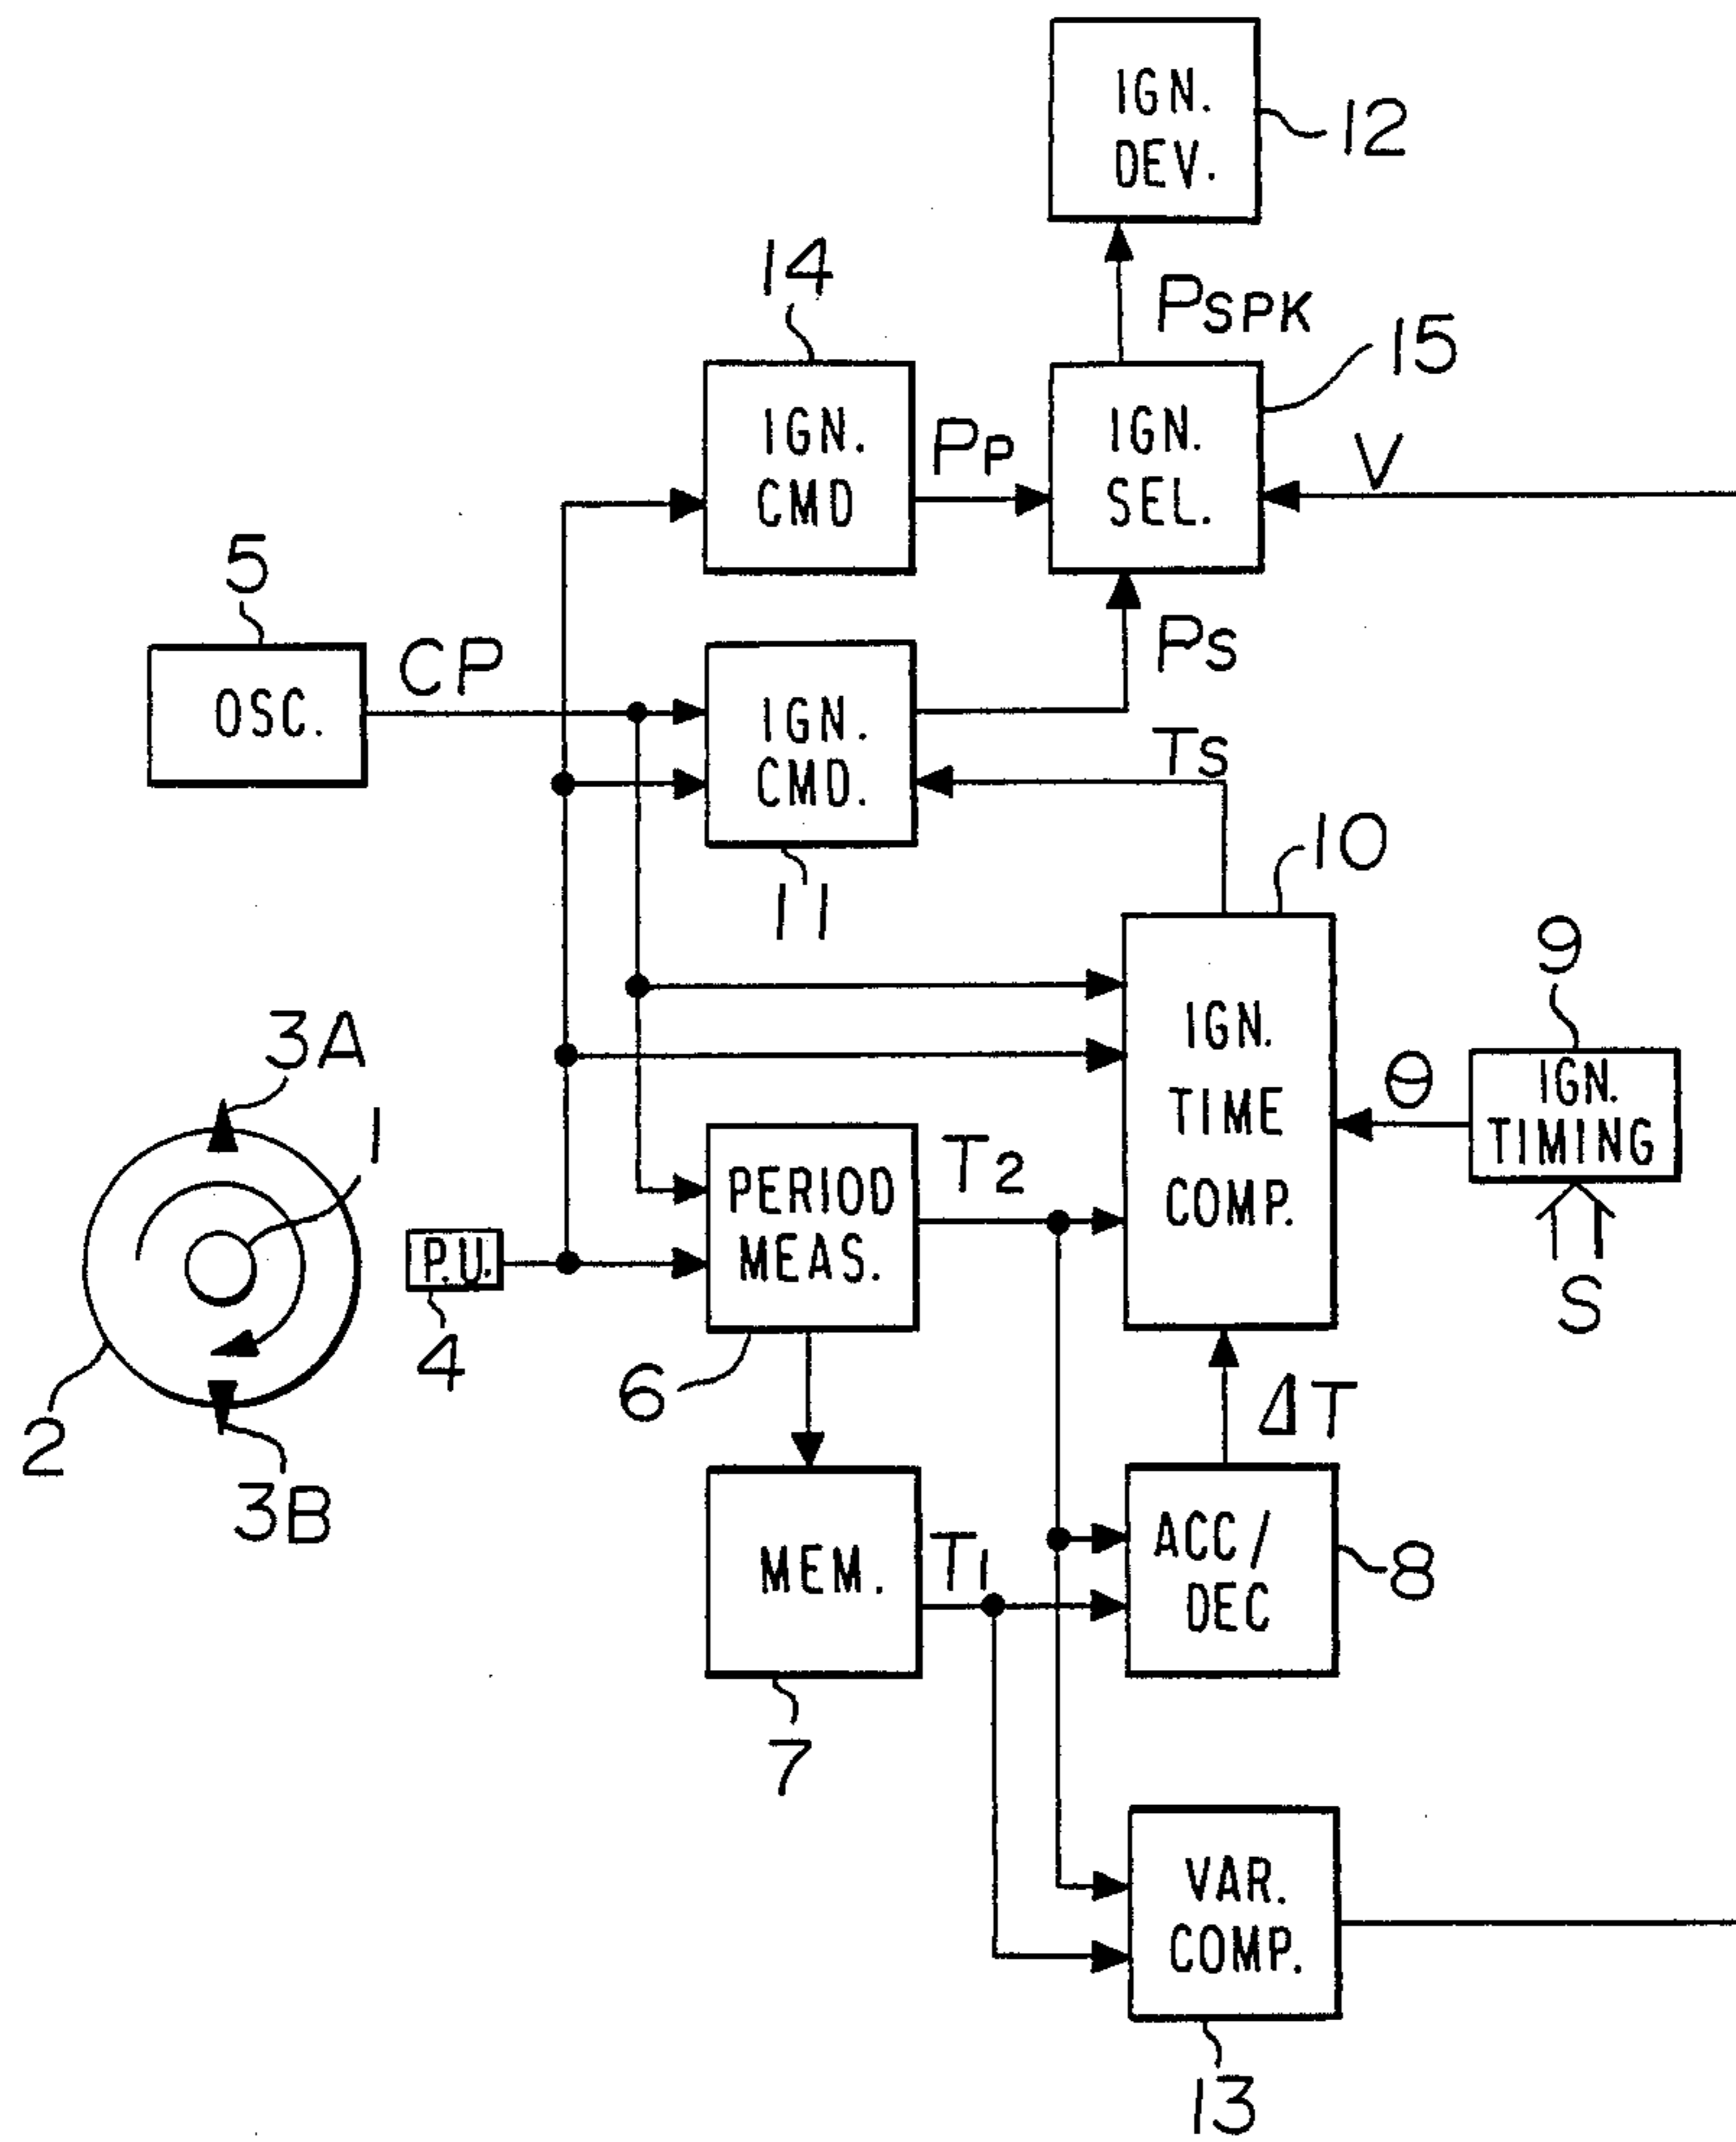 IGN.
DEV.
12
14
PSPK
15
IGN.
CMD
PP
IGN.
SEL.
V
5
OSC.
CP
PS
IGN.
CMD.
TS
11
10
9
3A
1
IGN.
TIME
COMP.
θ
IGN.
TIMING
S
PERIOD
MEAS.
T2
P.U.
4
6
2
3B
ΔT
MEM.
T1
ACC/
DEC
8
7
VAR.
COMP.
13